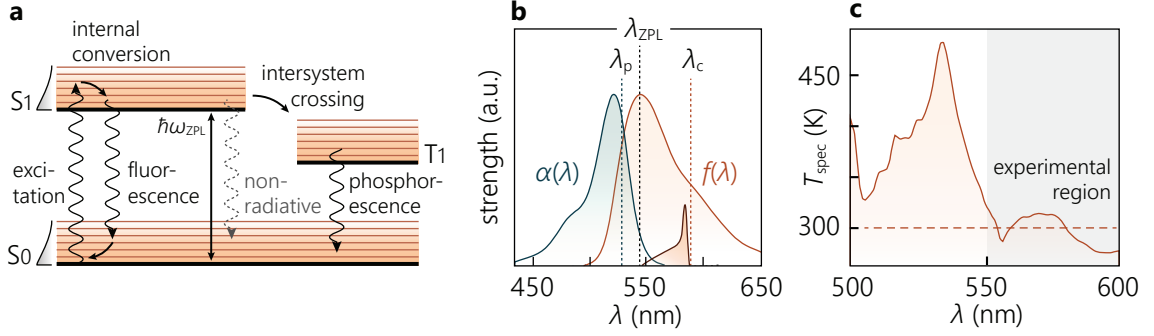 a
internal
conversion
S1
intersystem
crossing
ħωZPL
T1
exci-
tation
fluor-
escence
non-
radiative
phosphor-
escence
S0
b
λZPL
λp
λc
strength (a.u.)
α(λ)
f(λ)
450
550
650
λ (nm)
c
450
Tspec (K)
experimental
region
300
500
550
600
λ (nm)